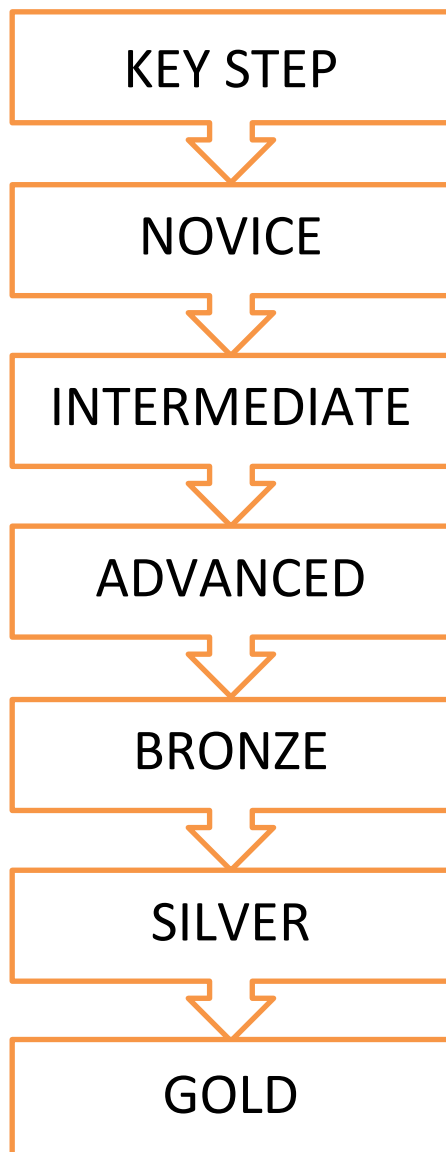 KEY STEP
NOVICE
INTERMEDIATE
ADVANCED
BRONZE
SILVER
GOLD